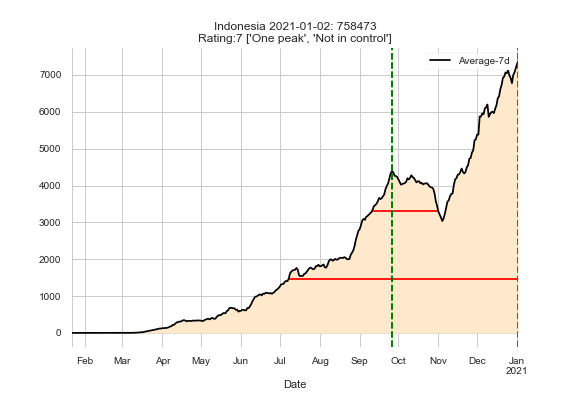 Indonesia 2021-01-02: 758473
Rating:7 ['One peak', 'Not in control']
Average-7d
7000
6000
5000
4000
3000
2000
1000
0
Feb Mar Apr May Jun Jul Aug Sep Oct Nov Dec Jan
2021
Date